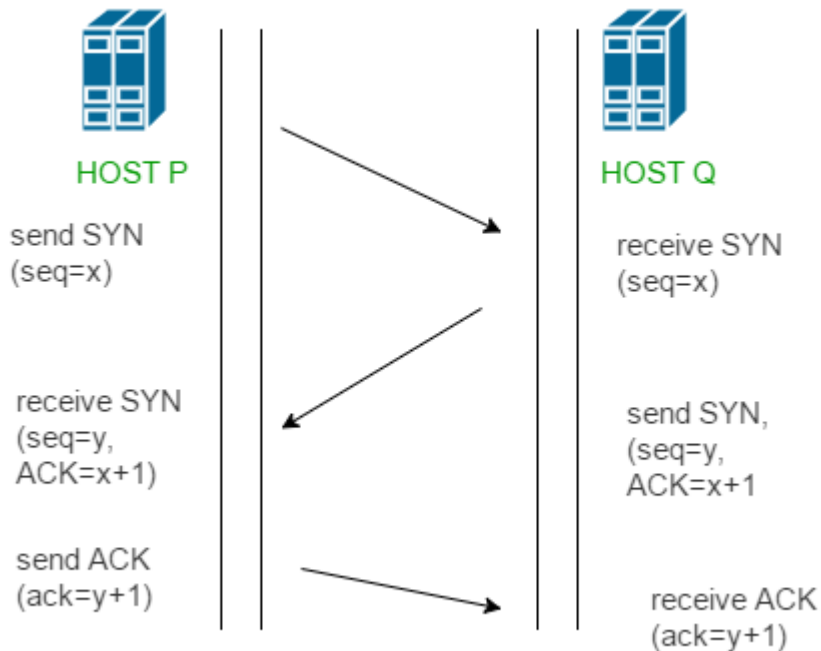 HOST P
HOST Q
send SYN
(seq=x)
receive SYN
(seq=x)
receive SYN
(seq=y,
ACK=x+1)
send SYN,
(seq=y,
ACK=x+1
send ACK
(ack=y+1)
receive ACK
(ack=y+1)